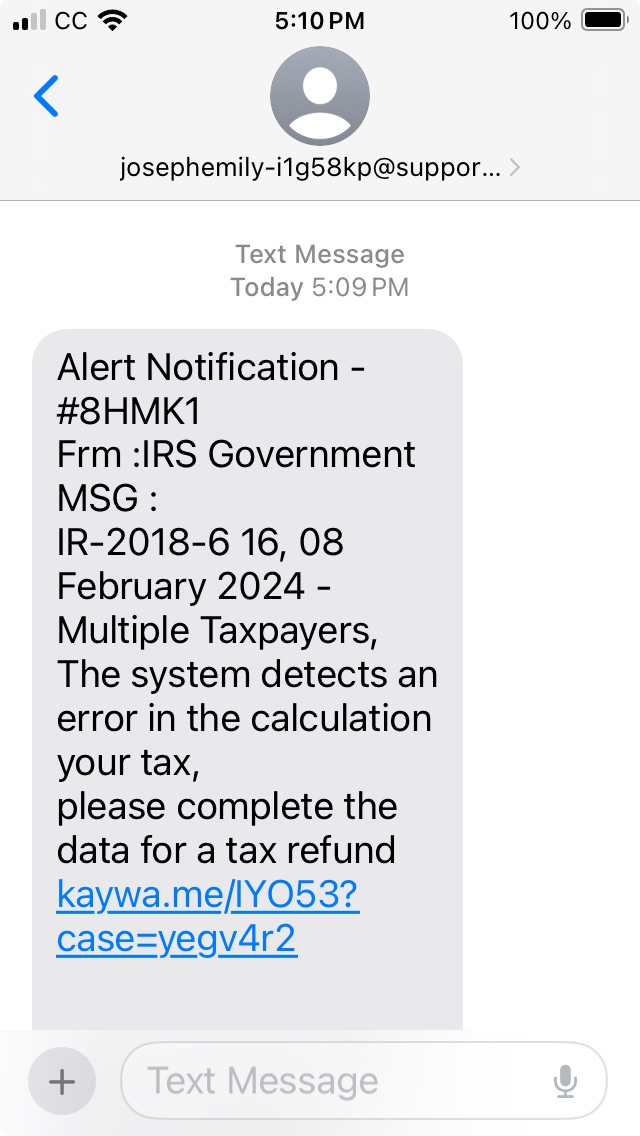 CC 5:10 PM 100%
josephemily-i1g58kp@suppor...
Text Message
Today 5:09 PM
Alert Notification -
#8HMK1
Frm :IRS Government
MSG :
IR-2018-6 16, 08
February 2024 -
Multiple Taxpayers,
The system detects an
error in the calculation
your tax,
please complete the
data for a tax refund
kaywa.me/IYO53?
case=yegv4r2
Text Message